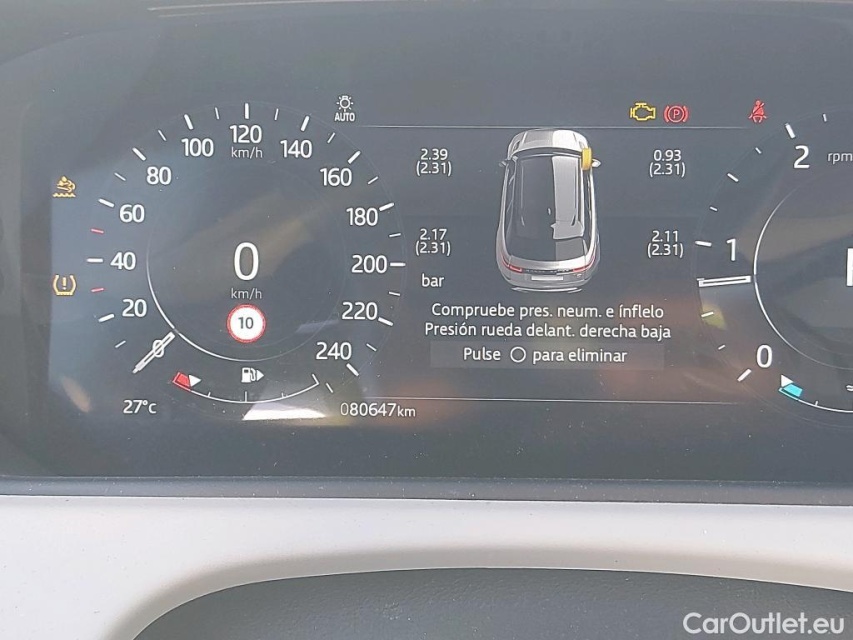 AUTO
120
km/h
100
140
80
160
60
180
40
200
20
220
0
240
0
km/h
10
27°c
080647km
2.39
(2.31)
0.93
(2.31)
2.17
(2.31)
2.11
(2.31)
bar
Compruebe pres. neum. e ínflelo
Presión rueda delant. derecha baja
Pulse para eliminar
P
2
rpm
1
0
CarOutlet.eu